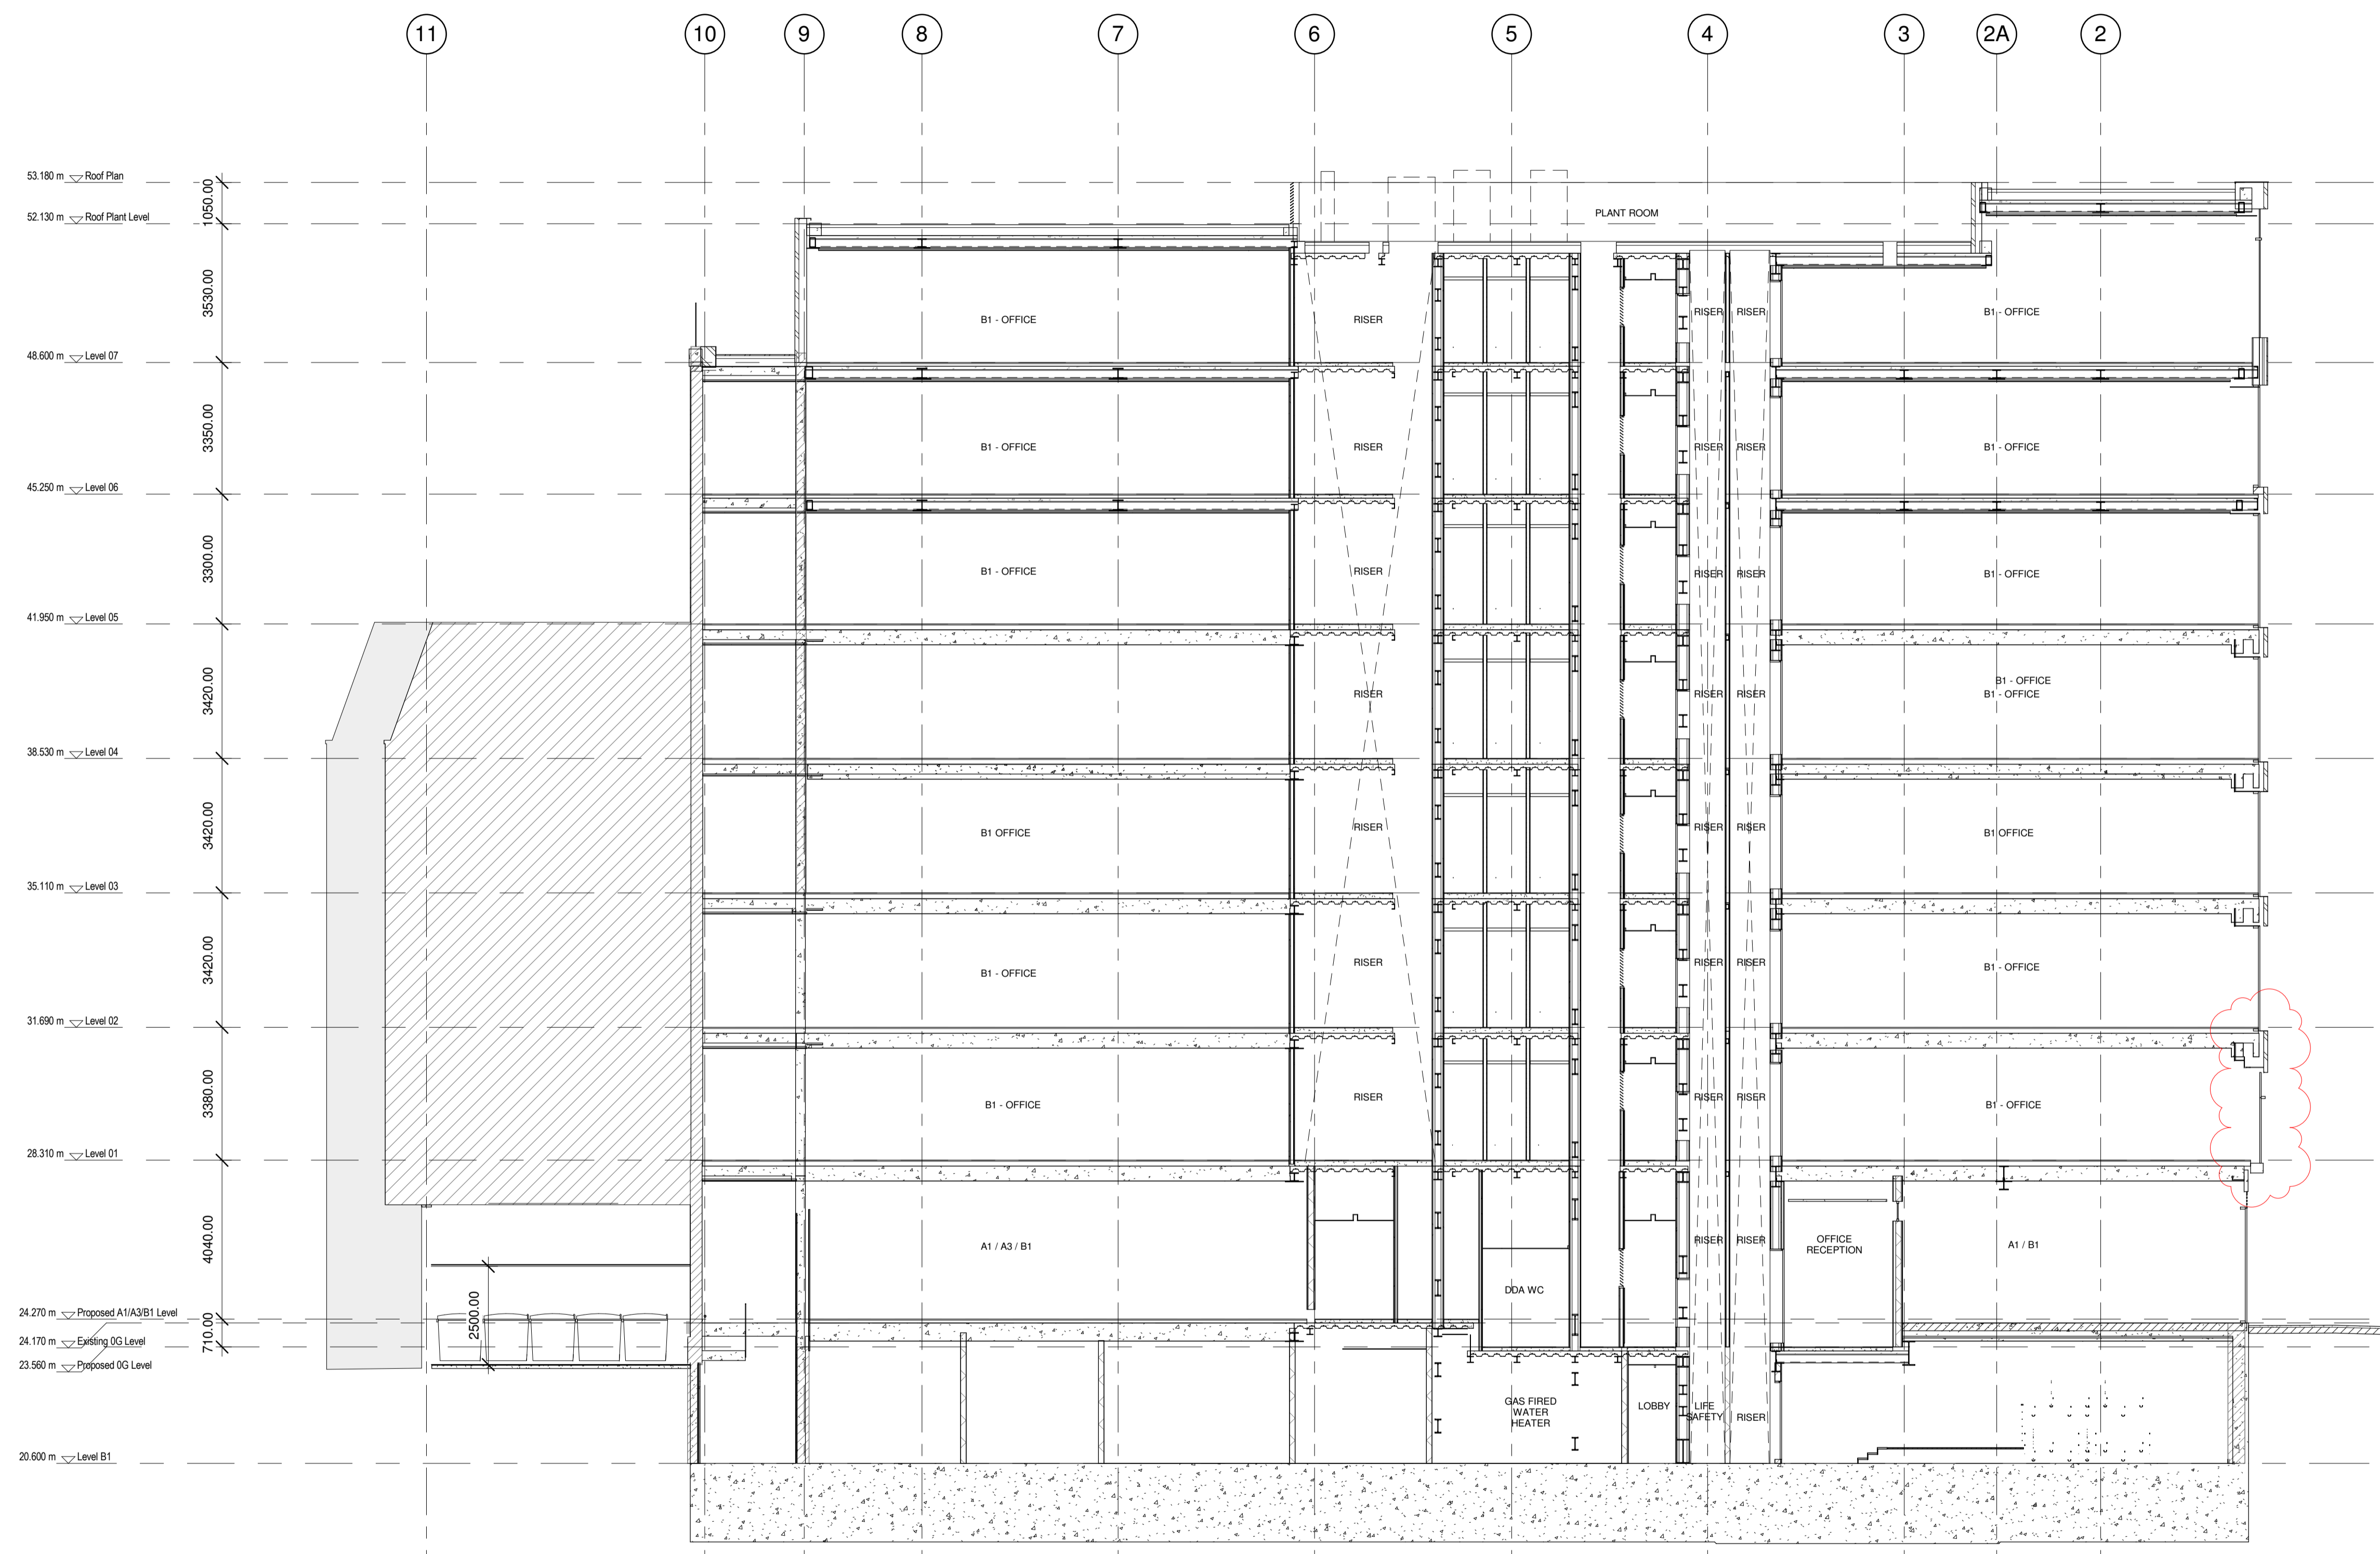 11 10 9 8 7 6 5 4 3 2A 2
53.180 m Roof Plan
1050.00
52.130 m Roof Plant Level
PLANT ROOM
3530.00
B1 - OFFICE RISER RISER RISER B1 - OFFICE
48.600 m Level 07
3350.00
B1 - OFFICE RISER RISER RISER B1 - OFFICE
45.250 m Level 06
3300.00
B1 - OFFICE RISER RISER RISER B1 - OFFICE
41.950 m Level 05
B1 - OFFICE
3420.00
RISER RISER RISER B1 - OFFICE
38.530 m Level 04
3420.00
B1 OFFICE RISER RISER RISER B1 OFFICE
35.110 m Level 03
3420.00
B1 - OFFICE RISER RISER RISER B1 - OFFICE
31.690 m Level 02
3380.00
B1 - OFFICE RISER RISER RISER B1 - OFFICE
28.310 m Level 01
4040.00
A1 / A3 / B1 RISER RISER OFFICE
RECEPTION
A1 / B1
DDA WC
2500.00
24.270 m Proposed A1/A3/B1 Level
710.00
24.170 m Existing 0G Level
23.560 m Proposed 0G Level
GAS FIRED
WATER
HEATER
LOBBY
LIFE
SAFETY
RISER
20.600 m Level B1